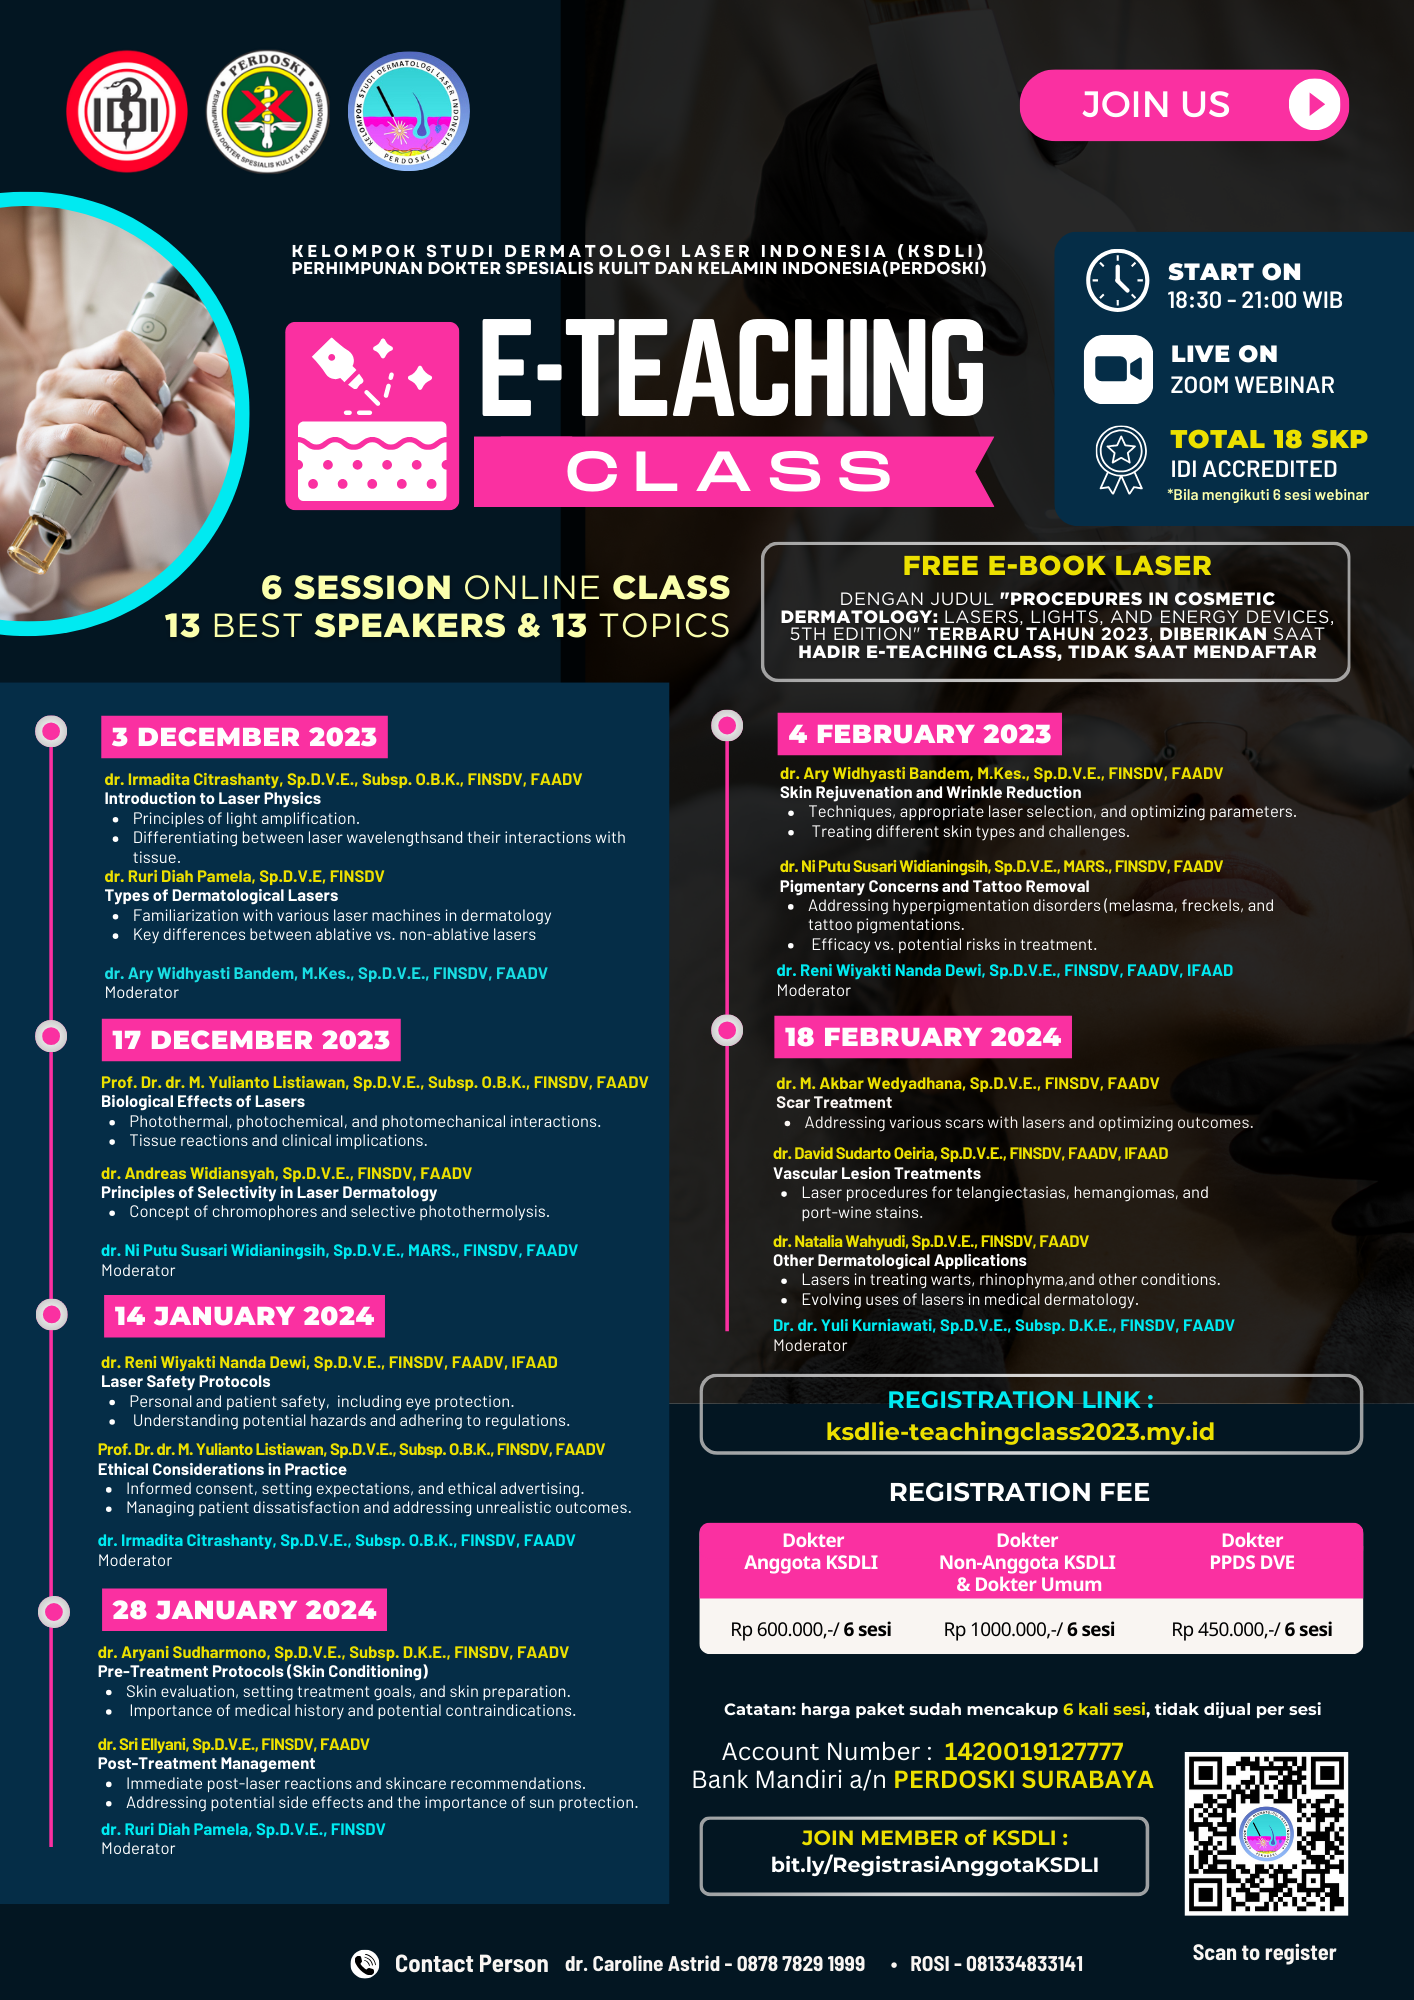 IDI
PERDOSKI
PERHIMPUNAN DOKTER SPESIALIS KULIT & KELAMIN INDONESIA
KELOMPOK STUDI DERMATOLOGI LASER INDONESIA
PERDOSKI
JOIN US
KELOMPOK STUDI DERMATOLOGI LASER INDONESIA (KSDLI)
PERHIMPUNAN DOKTER SPESIALIS KULIT DAN KELAMIN INDONESIA(PERDOSKI)
E-TEACHING
CLASS
START ON
18:30 - 21:00 WIB
LIVE ON
ZOOM WEBINAR
TOTAL 18 SKP
IDI ACCREDITED
*Bila mengikuti 6 sesi webinar
6 SESSION ONLINE CLASS
13 BEST SPEAKERS & 13 TOPICS
FREE E-BOOK LASER
DENGAN JUDUL "PROCEDURES IN COSMETIC
DERMATOLOGY: LASERS, LIGHTS, AND ENERGY DEVICES,
5TH EDITION" TERBARU TAHUN 2023, DIBERIKAN SAAT
HADIR E-TEACHING CLASS, TIDAK SAAT MENDAFTAR
3 DECEMBER 2023
dr. Irmadita Citrashanty, Sp.D.V.E., Subsp. O.B.K., FINSDV, FAADV
Introduction to Laser Physics
• Principles of light amplification.
• Differentiating between laser wavelengthsand their interactions with
tissue.
dr. Ruri Diah Pamela, Sp.D.V.E, FINSDV
Types of Dermatological Lasers
• Familiarization with various laser machines in dermatology
• Key differences between ablative vs. non-ablative lasers
dr. Ary Widhyasti Bandem, M.Kes., Sp.D.V.E., FINSDV, FAADV
Moderator
17 DECEMBER 2023
Prof. Dr. dr. M. Yulianto Listiawan, Sp.D.V.E., Subsp. O.B.K., FINSDV, FAADV
Biological Effects of Lasers
• Photothermal, photochemical, and photomechanical interactions.
• Tissue reactions and clinical implications.
dr. Andreas Widiansyah, Sp.D.V.E., FINSDV, FAADV
Principles of Selectivity in Laser Dermatology
• Concept of chromophores and selective photothermolysis.
dr. Ni Putu Susari Widianingsih, Sp.D.V.E., MARS., FINSDV, FAADV
Moderator
14 JANUARY 2024
dr. Reni Wiyakti Nanda Dewi, Sp.D.V.E., FINSDV, FAADV, IFAAD
Laser Safety Protocols
• Personal and patient safety, including eye protection.
• Understanding potential hazards and adhering to regulations.
Prof. Dr. dr. M. Yulianto Listiawan, Sp.D.V.E., Subsp. O.B.K., FINSDV, FAADV
Ethical Considerations in Practice
• Informed consent, setting expectations, and ethical advertising.
• Managing patient dissatisfaction and addressing unrealistic outcomes.
dr. Irmadita Citrashanty, Sp.D.V.E., Subsp. O.B.K., FINSDV, FAADV
Moderator
28 JANUARY 2024
dr. Aryani Sudharmono, Sp.D.V.E., Subsp. D.K.E., FINSDV, FAADV
Pre-Treatment Protocols (Skin Conditioning)
• Skin evaluation, setting treatment goals, and skin preparation.
• Importance of medical history and potential contraindications.
dr. Sri Ellyani, Sp.D.V.E., FINSDV, FAADV
Post-Treatment Management
• Immediate post-laser reactions and skincare recommendations.
• Addressing potential side effects and the importance of sun protection.
dr. Ruri Diah Pamela, Sp.D.V.E., FINSDV
Moderator
4 FEBRUARY 2023
dr. Ary Widhyasti Bandem, M.Kes., Sp.D.V.E., FINSDV, FAADV
Skin Rejuvenation and Wrinkle Reduction
• Techniques, appropriate laser selection, and optimizing parameters.
• Treating different skin types and challenges.
dr. Ni Putu Susari Widianingsih, Sp.D.V.E., MARS., FINSDV, FAADV
Pigmentary Concerns and Tattoo Removal
• Addressing hyperpigmentation disorders (melasma, freckels, and
tattoo pigmentations.
• Efficacy vs. potential risks in treatment.
dr. Reni Wiyakti Nanda Dewi, Sp.D.V.E., FINSDV, FAADV, IFAAD
Moderator
18 FEBRUARY 2024
dr. M. Akbar Wedyadhana, Sp.D.V.E., FINSDV, FAADV
Scar Treatment
• Addressing various scars with lasers and optimizing outcomes.
dr. David Sudarto Oeiria, Sp.D.V.E., FINSDV, FAADV, IFAAD
Vascular Lesion Treatments
• Laser procedures for telangiectasias, hemangiomas, and
port-wine stains.
dr. Natalia Wahyudi, Sp.D.V.E., FINSDV, FAADV
Other Dermatological Applications
• Lasers in treating warts, rhinophyma,and other conditions.
• Evolving uses of lasers in medical dermatology.
Dr. dr. Yuli Kurniawati, Sp.D.V.E., Subsp. D.K.E., FINSDV, FAADV
Moderator
REGISTRATION LINK :
ksdlie-teachingclass2023.my.id
REGISTRATION FEE
Dokter
Anggota KSDLI
Dokter
Non-Anggota KSDLI
& Dokter Umum
Dokter
PPDS DVE
Rp 600.000,-/ 6 sesi
Rp 1000.000,-/ 6 sesi
Rp 450.000,-/ 6 sesi
Catatan: harga paket sudah mencakup 6 kali sesi, tidak dijual per sesi
Account Number : 1420019127777
Bank Mandiri a/n PERDOSKI SURABAYA
JOIN MEMBER of KSDLI :
bit.ly/RegistrasiAnggotaKSDLI
Scan to register
Contact Person dr. Caroline Astrid - 0878 7829 1999 • ROSI - 081334833141